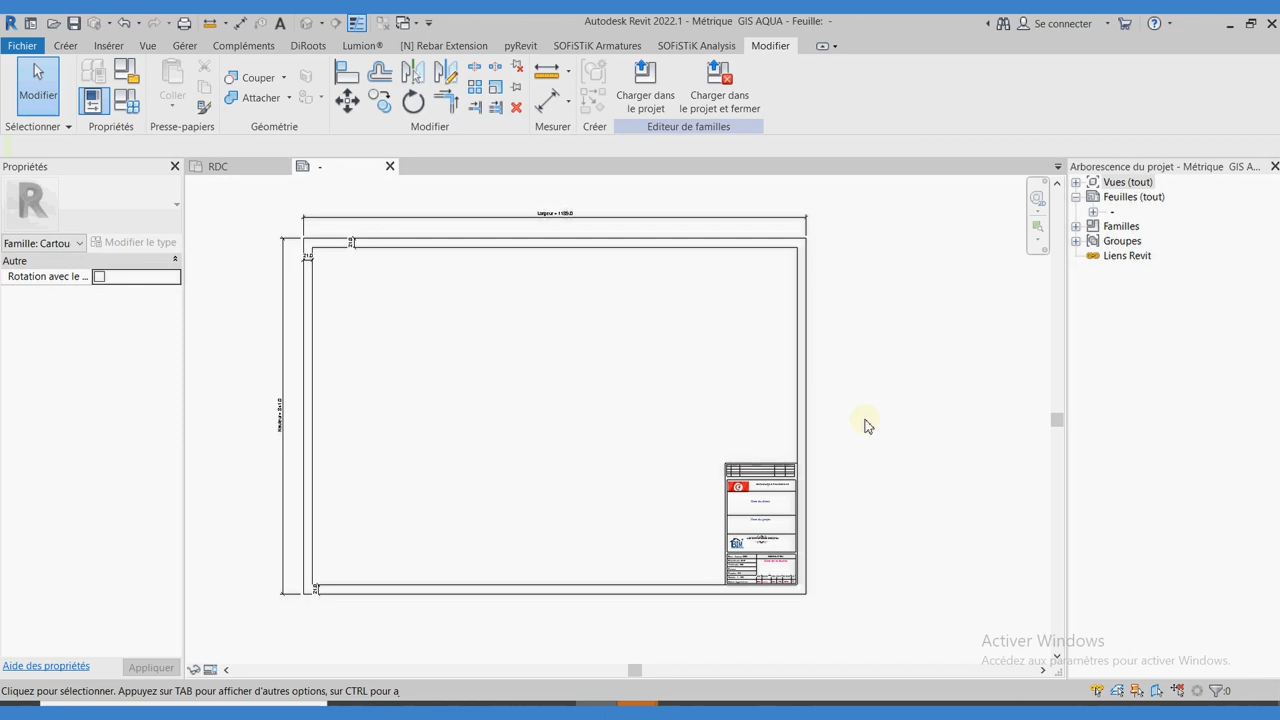 Autodesk Revit 2022.1 - Métrique GIS AQUA - Feuille: -
Se connecter
Fichier Créer Insérer Vue Gérer Compléments DiRoots Lumion® [N] Rebar Extension pyRevit SOFiSTiK Armatures SOFiSTiK Analysis Modifier
Modifier
Coller
Couper
Attacher
Charger dans le projet
Charger dans le projet et fermer
Sélectionner Propriétés Presse-papiers Géométrie Modifier Mesurer Créer Editeur de familles
Propriétés
RDC
-
Arborescence du projet - Métrique GIS A...
Vues (tout)
Feuilles (tout)
-
Familles
Groupes
Liens Revit
Famille: Cartou
Modifier le type
Autre
Rotation avec le ...
Activer Windows
Accédez aux paramètres pour activer Windows.
Aide des propriétés
Appliquer
Cliquez pour sélectionner. Appuyez sur TAB pour afficher d'autres options, sur CTRL pour a
:0